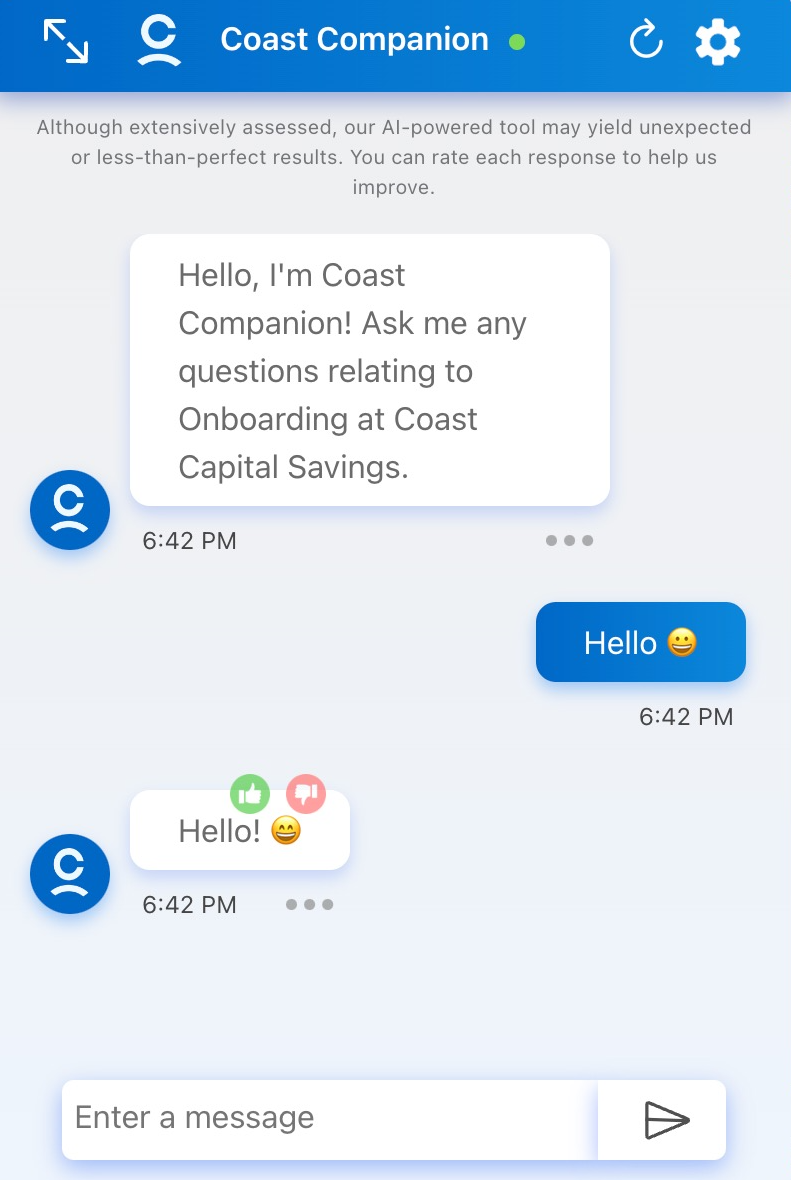 Coast Companion
Although extensively assessed, our AI-powered tool may yield unexpected
or less-than-perfect results. You can rate each response to help us
improve.
Hello, I'm Coast
Companion! Ask me any
questions relating to
Onboarding at Coast
Capital Savings.
6:42 PM
Hello 😀
6:42 PM
Hello! 😄
6:42 PM
Enter a message